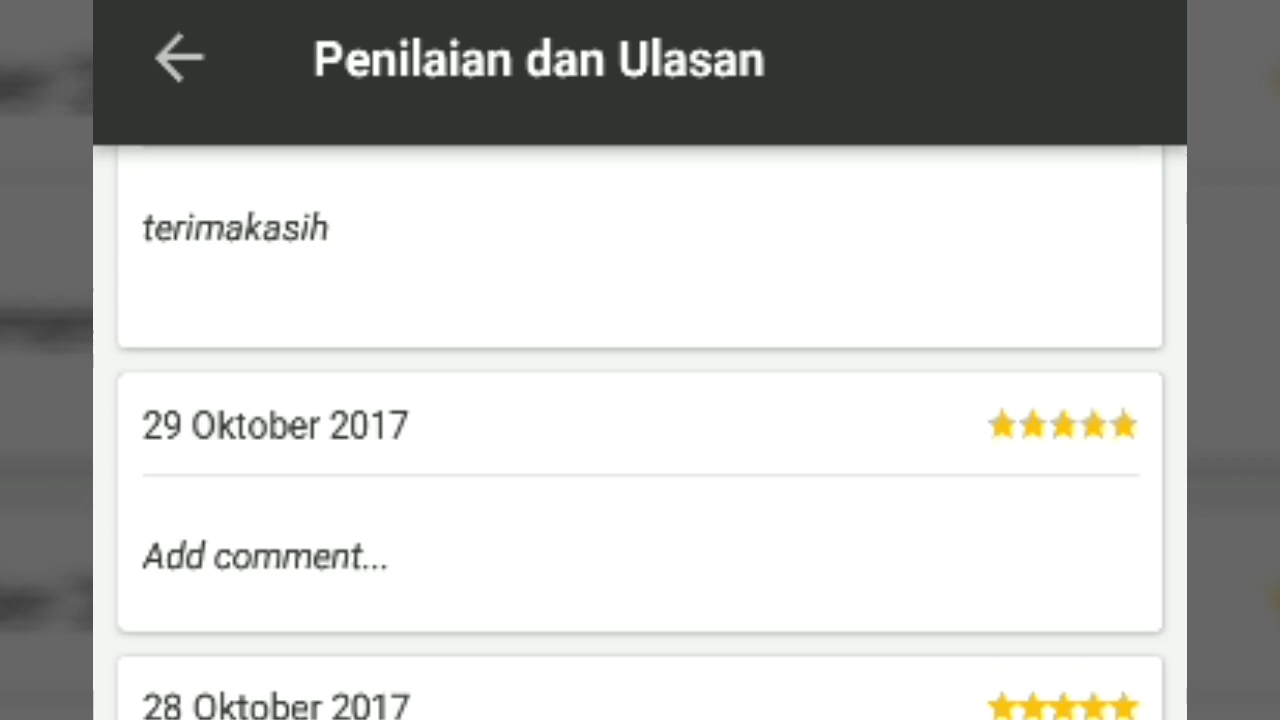 Penilaian dan Ulasan
terimakasih
29 Oktober 2017
Add comment...
28 Oktober 2017